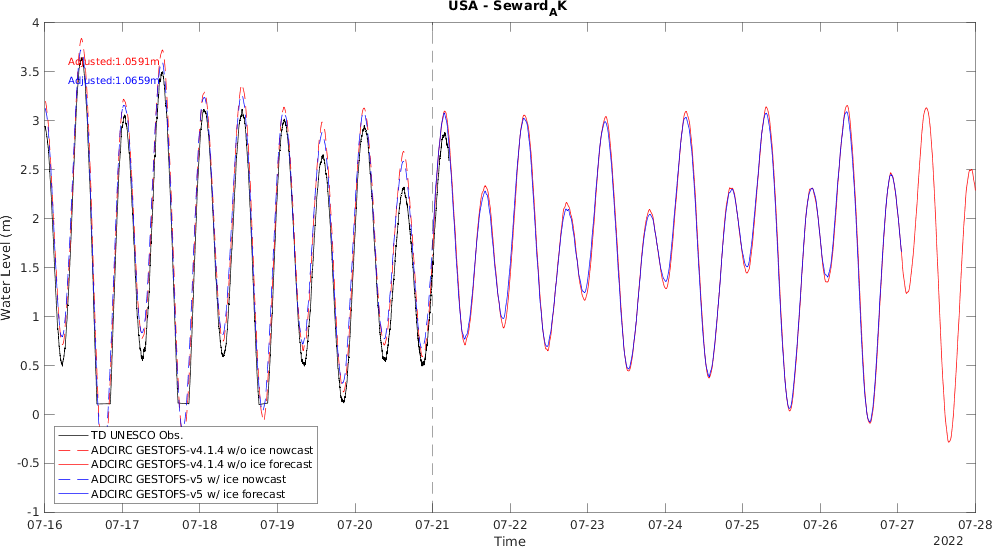 USA - Seward_AK
4
3.5
3
2.5
2
1.5
1
0.5
0
-0.5
-1
Water Level (m)
Adjusted:1.0591m
Adjusted:1.0659m
TD UNESCO Obs.
ADCIRC GESTOFS-v4.1.4 w/o ice nowcast
ADCIRC GESTOFS-v4.1.4 w/o ice forecast
ADCIRC GESTOFS-v5 w/ ice nowcast
ADCIRC GESTOFS-v5 w/ ice forecast
07-16 07-17 07-18 07-19 07-20 07-21 07-22 07-23 07-24 07-25 07-26 07-27 07-28
Time
2022